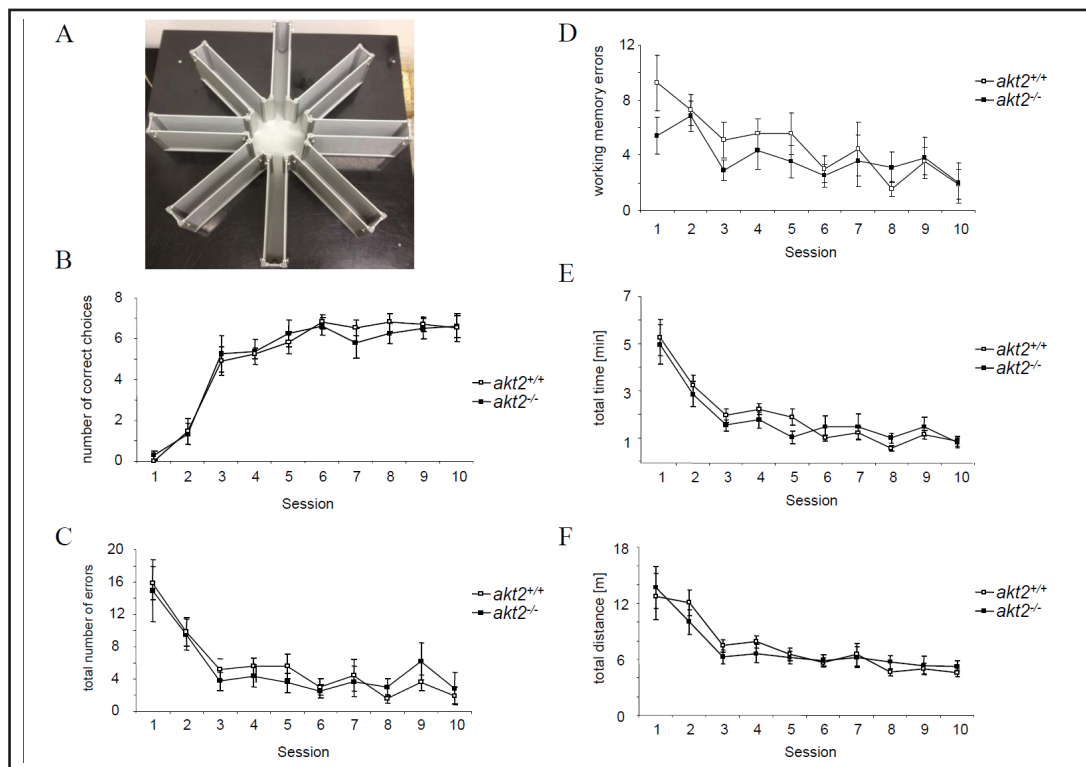 A
B
number of correct choices
8
6
4
2
0
1 2 3 4 5 6 7 8 9 10
Session
akt2+/+
akt2-/-
C
total number of errors
20
16
12
8
4
0
1 2 3 4 5 6 7 8 9 10
Session
akt2+/+
akt2-/-
D
working memory errors
12
8
4
0
1 2 3 4 5 6 7 8 9 10
Session
akt2+/+
akt2-/-
E
total time [min]
7
5
3
1
1 2 3 4 5 6 7 8 9 10
Session
akt2+/+
akt2-/-
F
total distance [m]
18
12
6
0
1 2 3 4 5 6 7 8 9 10
Session
akt2+/+
akt2-/-